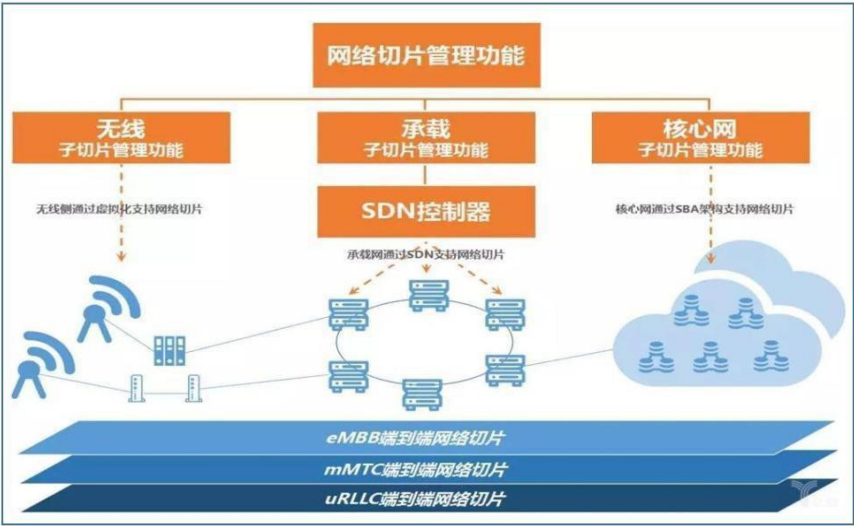 网络切片管理功能
无线
子切片管理功能
承载
子切片管理功能
核心网
子切片管理功能
SDN控制器
无线侧通过虚拟化支持网络切片
核心网通过SBA架构支持网络切片
承载网通过SDN支持网络切片
eMBB端到端网络切片
mMTC端到端网络切片
uRLLC端到端网络切片